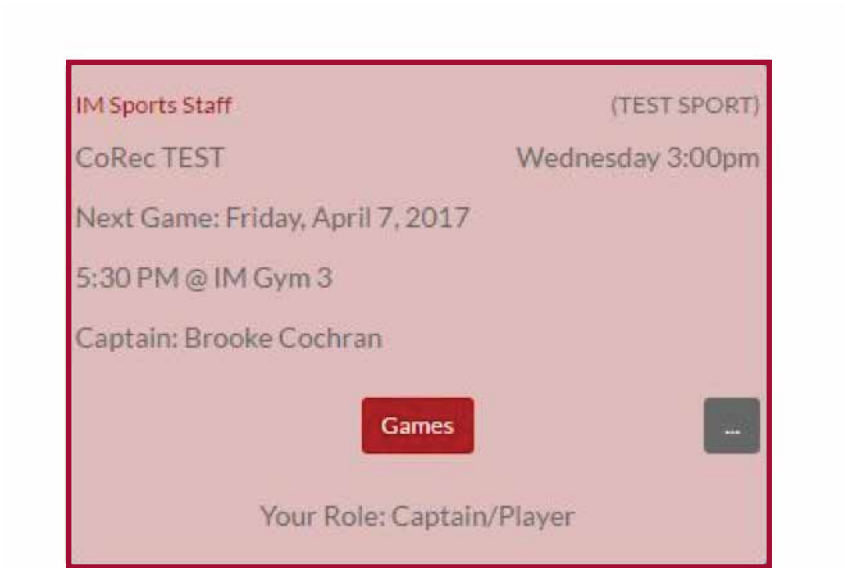 IM Sports Staff (TEST SPORT)
CoRec TEST Wednesday 3:00pm
Next Game: Friday, April 7, 2017
5:30 PM @ IM Gym 3
Captain: Brooke Cochran
Games ...
Your Role: Captain/Player